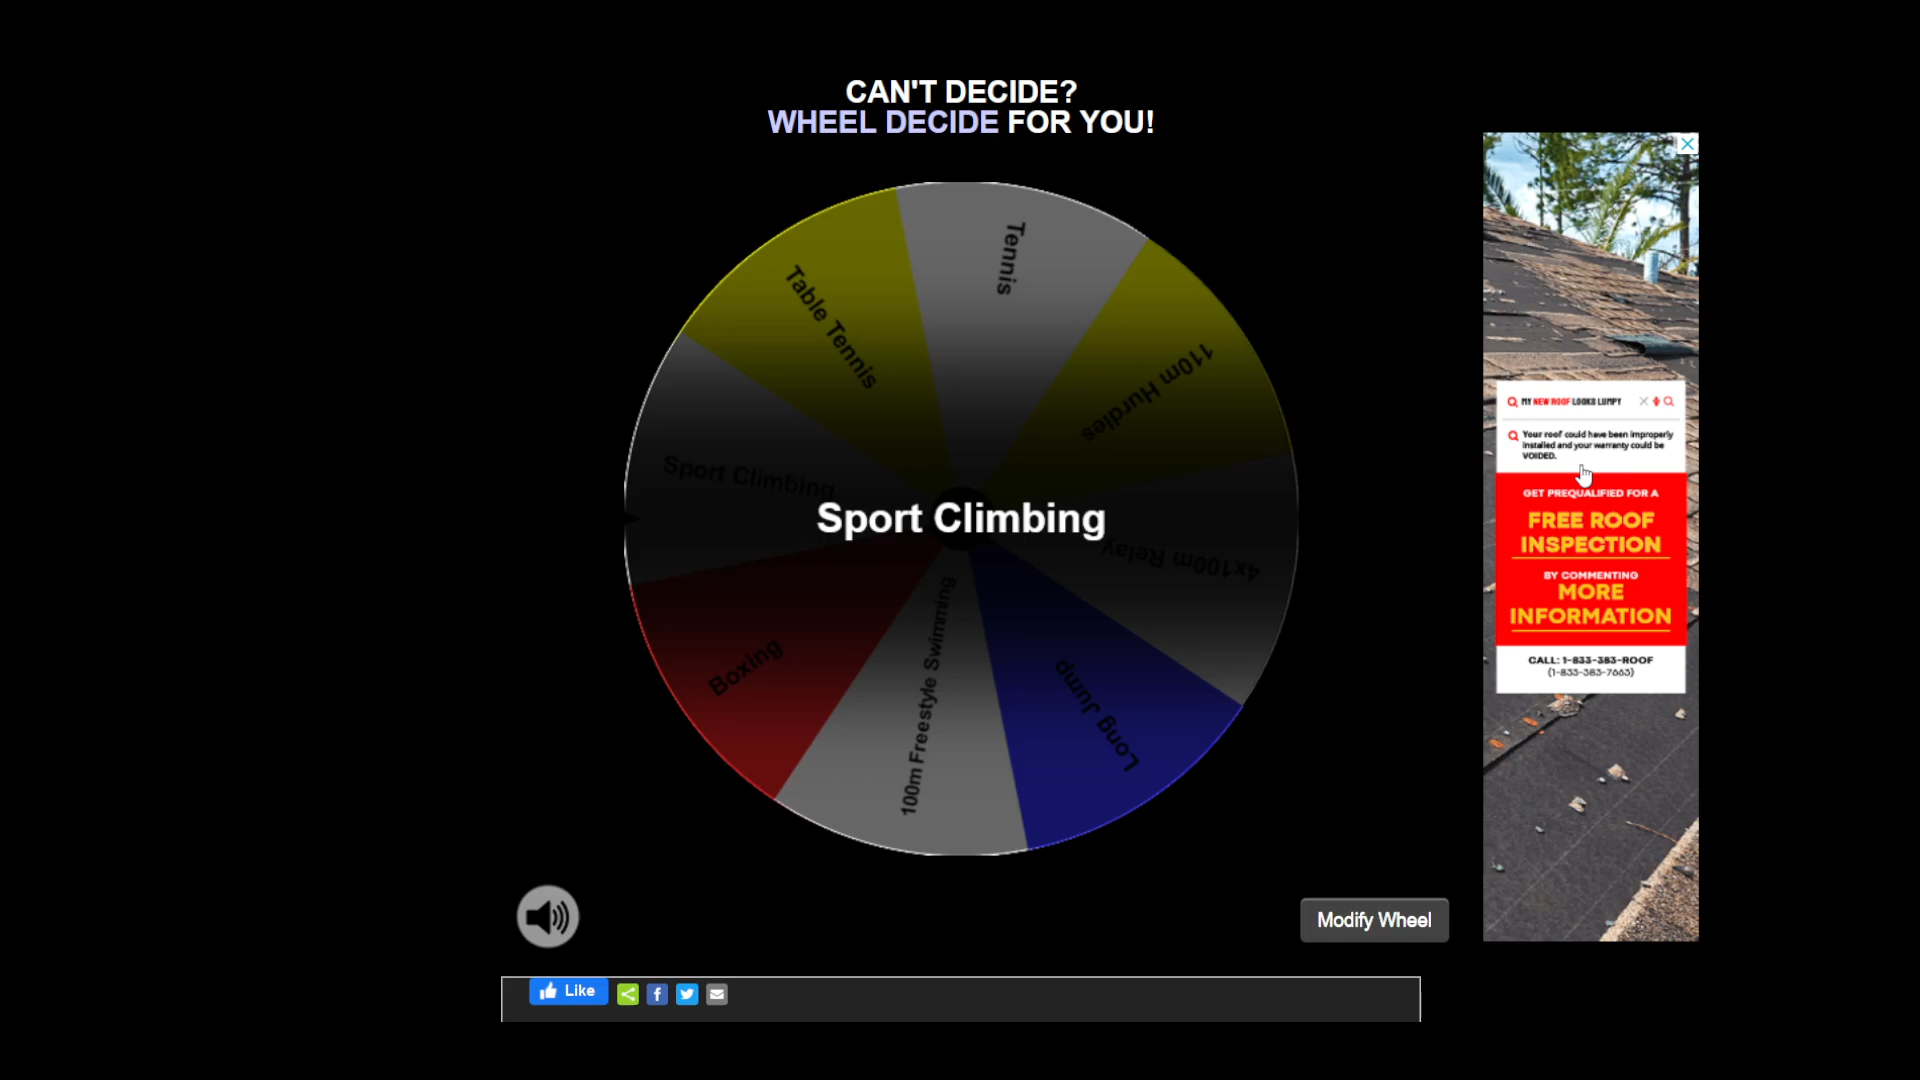 CAN'T DECIDE?
WHEEL DECIDE FOR YOU!
Tennis
Table Tennis
110m Hurdles
Sport Climbing
Sport Climbing
4x100m Relay
Boxing
100m Freestyle Swimming
Long Jump
Modify Wheel
Like
MY NEW ROOF LOOKS LUMPY
Your roof could have been improperly
installed and your warranty could be
VOIDED.
GET PREQUALIFIED FOR A
FREE ROOF
INSPECTION
BY COMMENTING
MORE
INFORMATION
CALL: 1-833-383-ROOF
(1-833-383-7663)